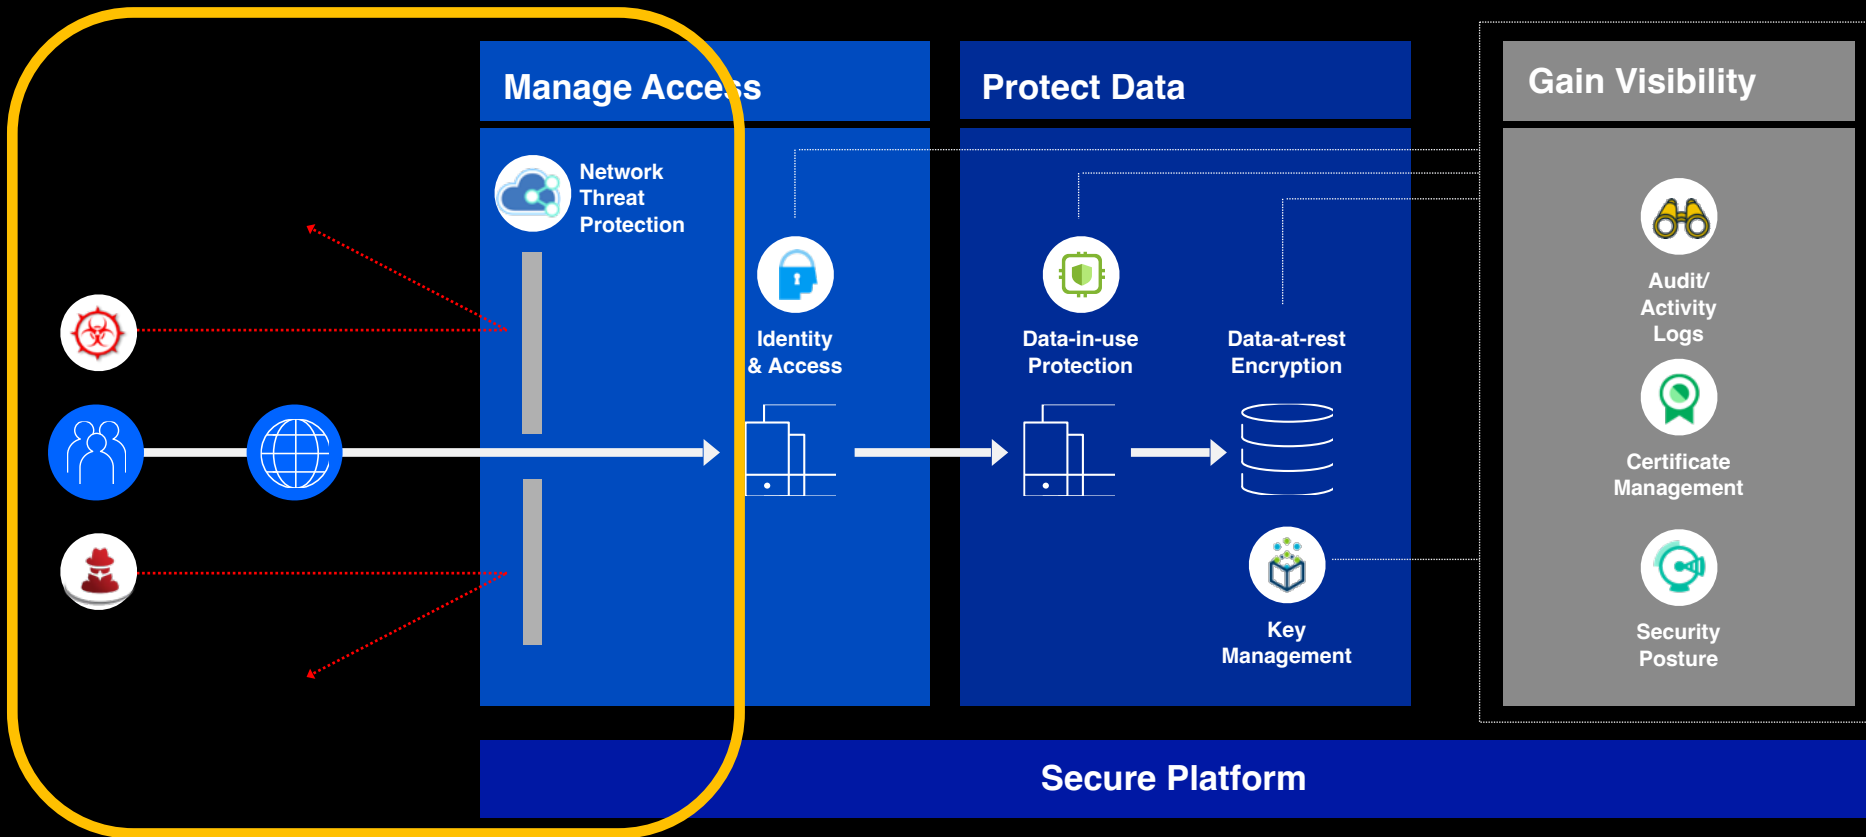 Manage Access
Protect Data
Gain Visibility
Network
Threat
Protection
Identity
& Access
Data-in-use
Protection
Data-at-rest
Encryption
Key
Management
Audit/
Activity
Logs
Certificate
Management
Security
Posture
Secure Platform